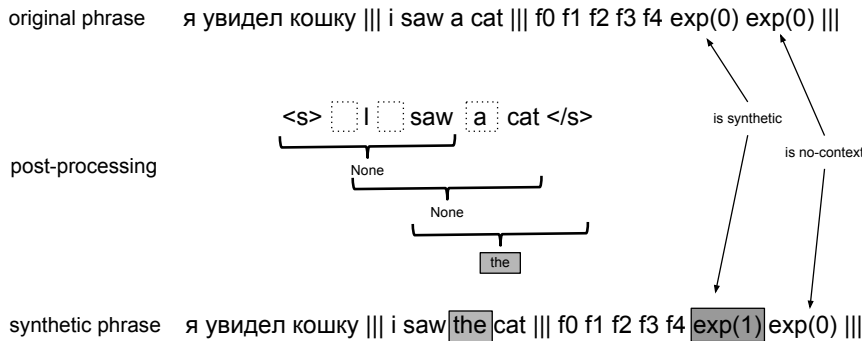 original phrase я увидел кошку ||| i saw a cat ||| f0 f1 f2 f3 f4 exp(0) exp(0) |||
<s> I saw a cat </s>
is synthetic
is no-context
post-processing
None
None
the
synthetic phrase я увидел кошку ||| i saw the cat ||| f0 f1 f2 f3 f4 exp(1) exp(0) |||